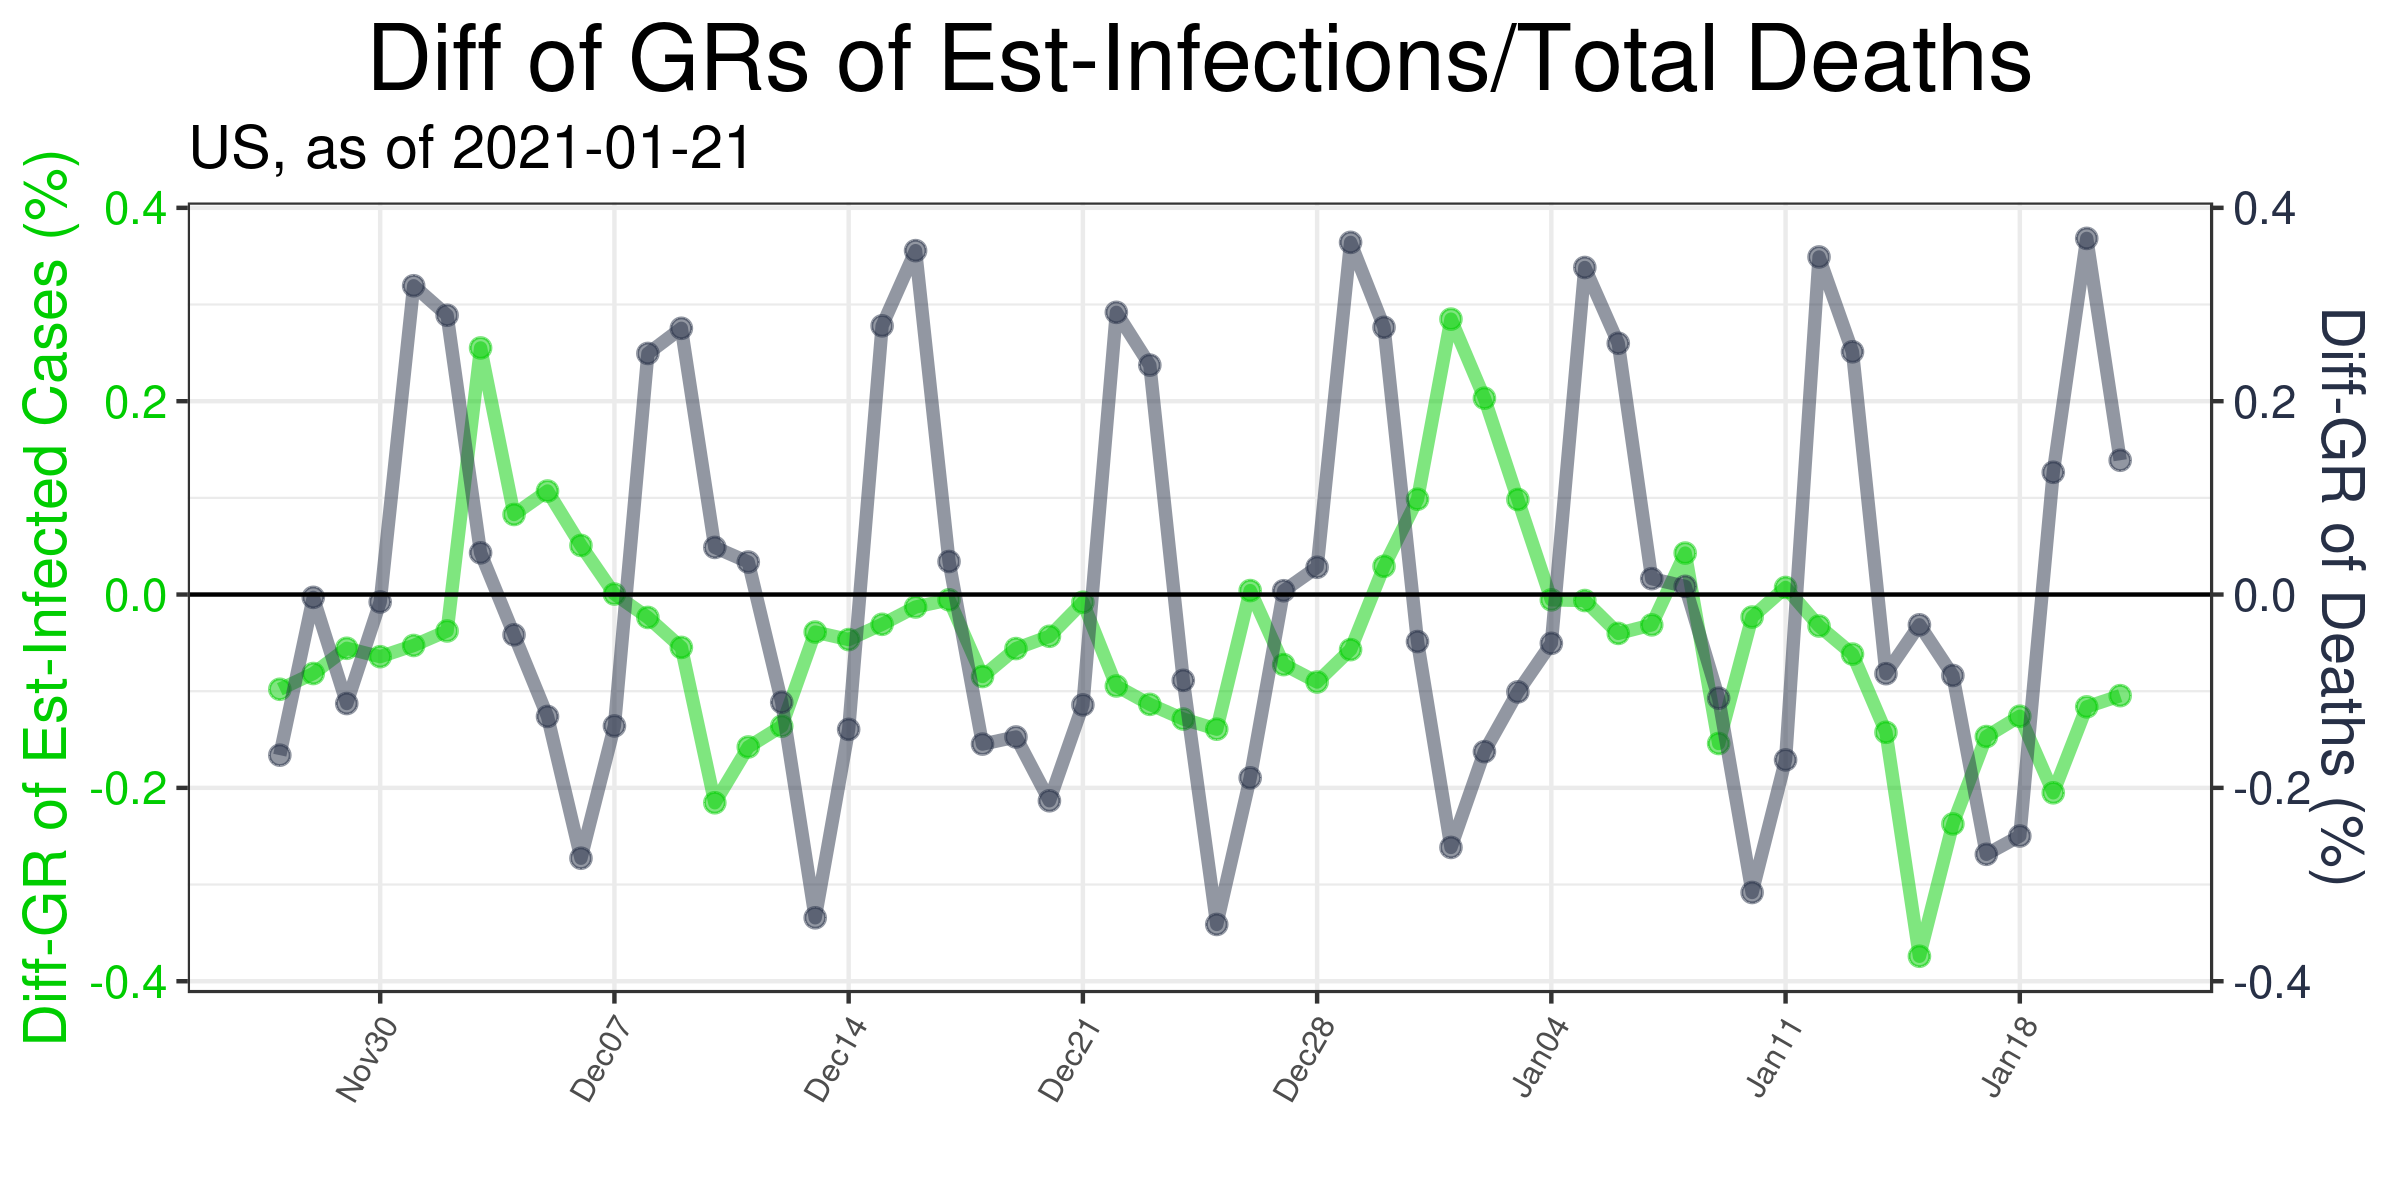 Diff of GRs of Est-Infections/Total Deaths
US, as of 2021-01-21
Diff-GR of Est-Infected Cases (%)
0.4
0.2
0.0
-0.2
-0.4
0.4
0.2
0.0
-0.2
-0.4
Diff-GR of Deaths (%)
Nov30 Dec07 Dec14 Dec21 Dec28 Jan04 Jan11 Jan18